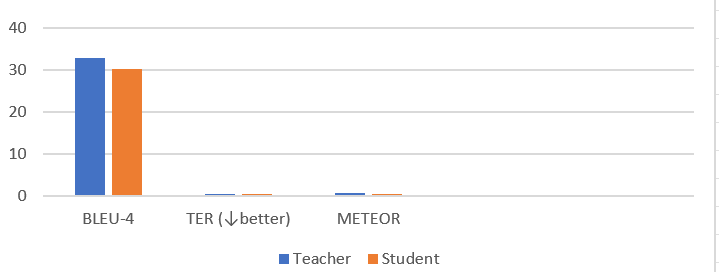 40
30
20
10
0
BLEU-4 TER (↓better) METEOR
Teacher Student